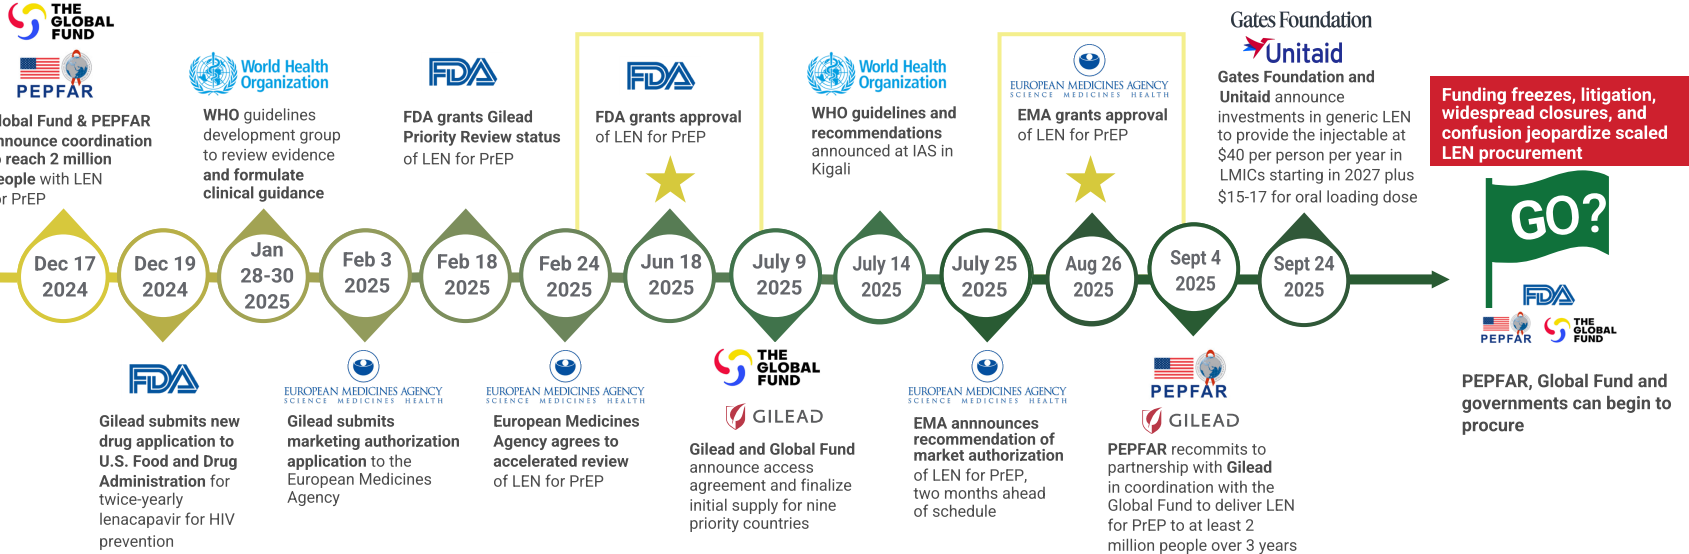 THE
GLOBAL
FUND
PEPFAR
lobal Fund & PEPFAR
nnounce coordination
o reach 2 million
eople with LEN
or PrEP
Dec 17
2024
Dec 19
2024
FDA
Gilead submits new
drug application to
U.S. Food and Drug
Administration for
twice-yearly
lenacapavir for HIV
prevention
World Health
Organization
WHO guidelines
development group
to review evidence
and formulate
clinical guidance
Jan
28-30
2025
Feb 3
2025
EUROPEAN MEDICINES AGENCY
SCIENCE MEDICINES HEALTH
Gilead submits
marketing authorization
application to the
European Medicines
Agency
FDA
FDA grants Gilead
Priority Review status
of LEN for PrEP
Feb 18
2025
Feb 24
2025
EUROPEAN MEDICINES AGENCY
SCIENCE MEDICINES HEALTH
European Medicines
Agency agrees to
accelerated review
of LEN for PrEP
FDA
FDA grants approval
of LEN for PrEP
Jun 18
2025
July 9
2025
THE
GLOBAL
FUND
GILEAD
Gilead and Global Fund
announce access
agreement and finalize
initial supply for nine
priority countries
World Health
Organization
WHO guidelines and
recommendations
announced at IAS in
Kigali
July 14
2025
July 25
2025
EUROPEAN MEDICINES AGENCY
SCIENCE MEDICINES HEALTH
EMA annnounces
recommendation of
market authorization
of LEN for PrEP,
two months ahead
of schedule
EUROPEAN MEDICINES AGENCY
SCIENCE MEDICINES HEALTH
EMA grants approval
of LEN for PrEP
Aug 26
2025
Sept 4
2025
PEPFAR
GILEAD
PEPFAR recommits to
partnership with Gilead
in coordination with the
Global Fund to deliver LEN
for PrEP to at least 2
million people over 3 years
Gates Foundation
Unitaid
Gates Foundation and
Unitaid announce
investments in generic LEN
to provide the injectable at
$40 per person per year in
LMICs starting in 2027 plus
$15-17 for oral loading dose
Sept 24
2025
Funding freezes, litigation,
widespread closures, and
confusion jeopardize scaled
LEN procurement
GO?
FDA
PEPFAR
THE
GLOBAL
FUND
PEPFAR, Global Fund and
governments can begin to
procure